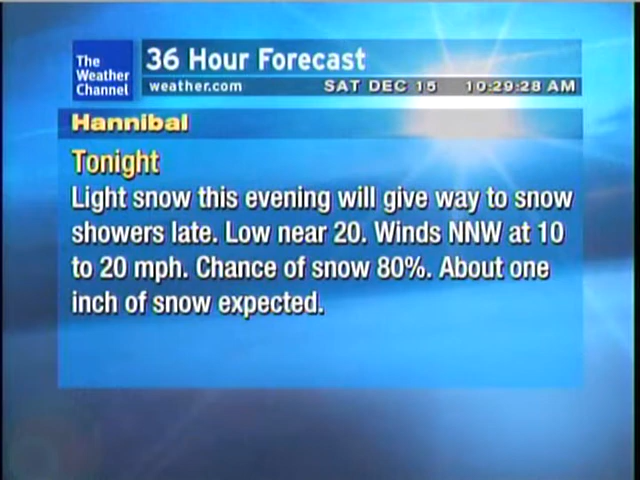 The
Weather
Channel
36 Hour Forecast
weather.com SAT DEC 15 10:29:28 AM
Hannibal
Tonight
Light snow this evening will give way to snow
showers late. Low near 20. Winds NNW at 10
to 20 mph. Chance of snow 80%. About one
inch of snow expected.